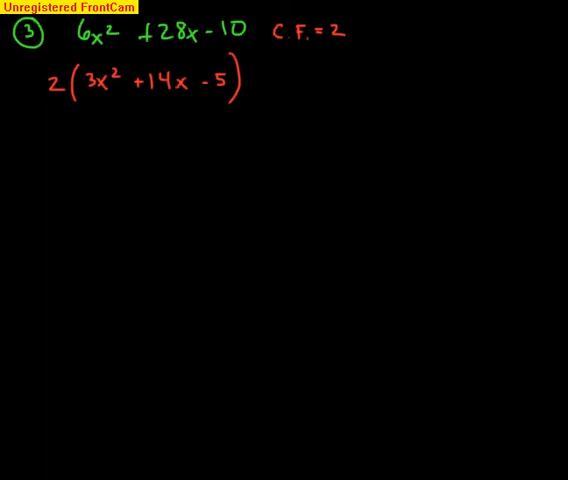 Unregistered FrontCam
③ 6x² + 28x - 10 C.F. = 2
2(3x² + 14x - 5)